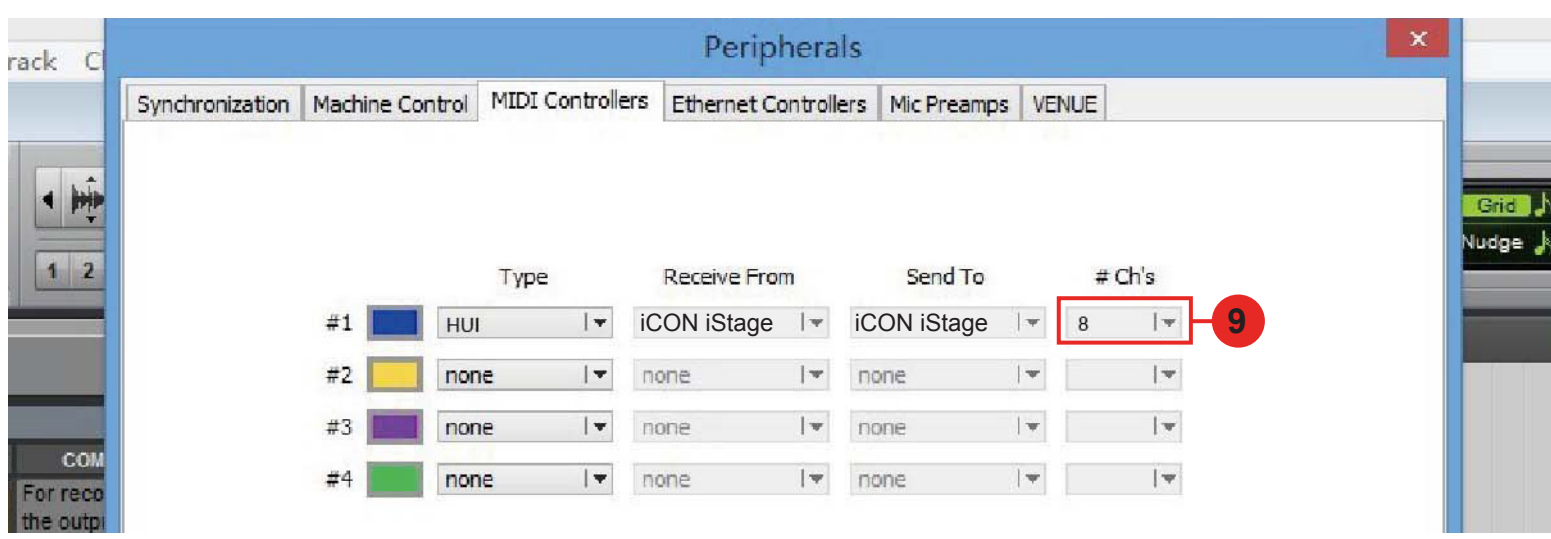 Peripherals
x
rack Cl
Synchronization Machine Control MIDI Controllers Ethernet Controllers Mic Preamps VENUE
Grid
Nudge
1 2
Type Receive From Send To # Ch's
#1 HUI iCON iStage iCON iStage 8 9
#2 none none none
#3 none none none
#4 none none none
COM
For reco
the outp